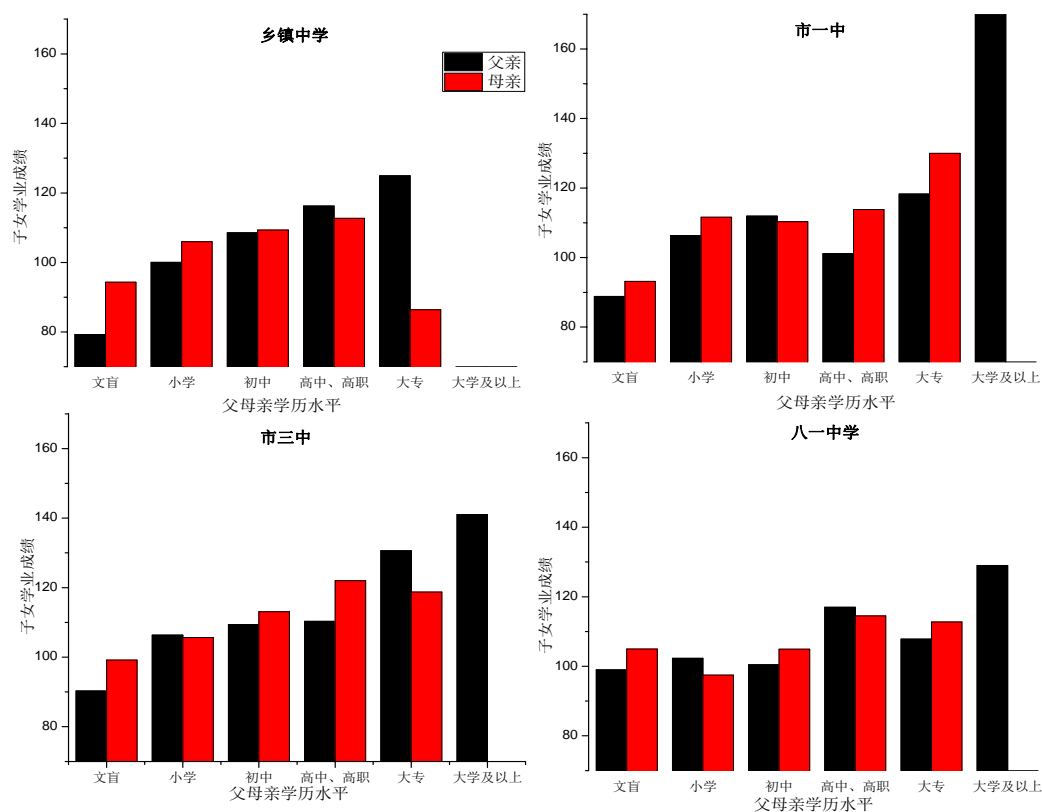 乡镇中学
父亲
母亲
160
140
120
100
80
子女学业成绩
文盲 小学 初中 高中、高职 大专 大学及以上
父母亲学历水平
市一中
160
140
120
100
80
子女学业成绩
文盲 小学 初中 高中、高职 大专 大学及以上
父母亲学历水平
市三中
160
140
120
100
80
子女学业成绩
文盲 小学 初中 高中、高职 大专 大学及以上
父母亲学历水平
八一中学
160
140
120
100
80
子女学业成绩
文盲 小学 初中 高中、高职 大专 大学及以上
父母亲学历水平